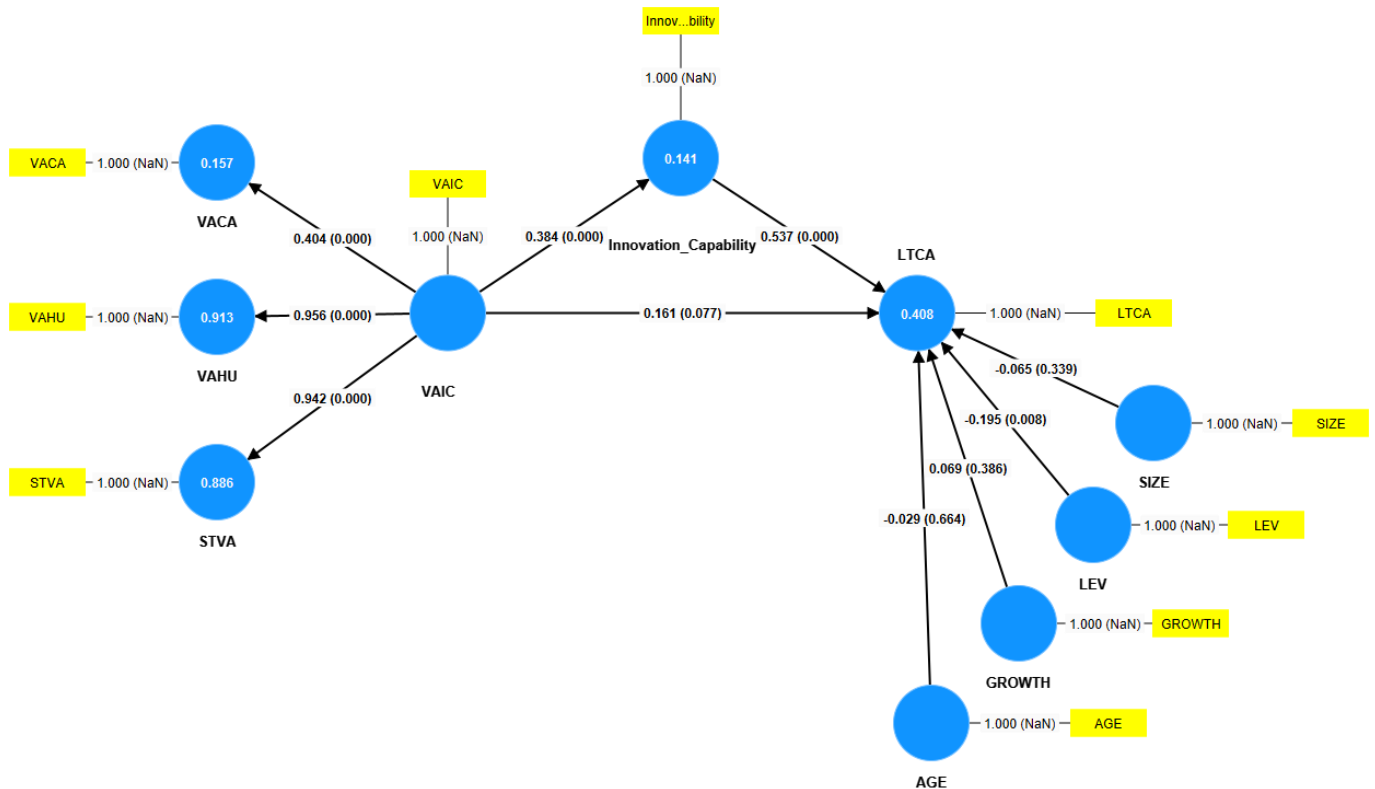 Innov...bility
1.000 (NaN)
0.141
Innovation_Capability
VACA
1.000 (NaN)
0.157
VACA
VAIC
1.000 (NaN)
0.404 (0.000)
0.384 (0.000)
0.537 (0.000)
LTCA
VAHU
1.000 (NaN)
0.913
VAHU
0.956 (0.000)
VAIC
0.161 (0.077)
0.408
1.000 (NaN)
LTCA
0.942 (0.000)
STVA
1.000 (NaN)
0.886
STVA
-0.065 (0.339)
1.000 (NaN)
SIZE
SIZE
-0.195 (0.008)
1.000 (NaN)
LEV
LEV
0.069 (0.386)
1.000 (NaN)
GROWTH
GROWTH
-0.029 (0.664)
1.000 (NaN)
AGE
AGE